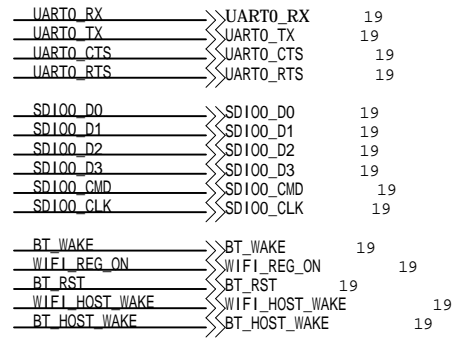 UART0_RX UART0_RX 19
UART0_TX UART0_TX 19
UART0_CTS UART0_CTS 19
UART0_RTS UART0_RTS 19
SDIO0_D0 SDIO0_D0 19
SDIO0_D1 SDIO0_D1 19
SDIO0_D2 SDIO0_D2 19
SDIO0_D3 SDIO0_D3 19
SDIO0_CMD SDIO0_CMD 19
SDIO0_CLK SDIO0_CLK 19
BT_WAKE BT_WAKE 19
WIFI_REG_ON WIFI_REG_ON 19
BT_RST BT_RST 19
WIFI_HOST_WAKE WIFI_HOST_WAKE 19
BT_HOST_WAKE BT_HOST_WAKE 19